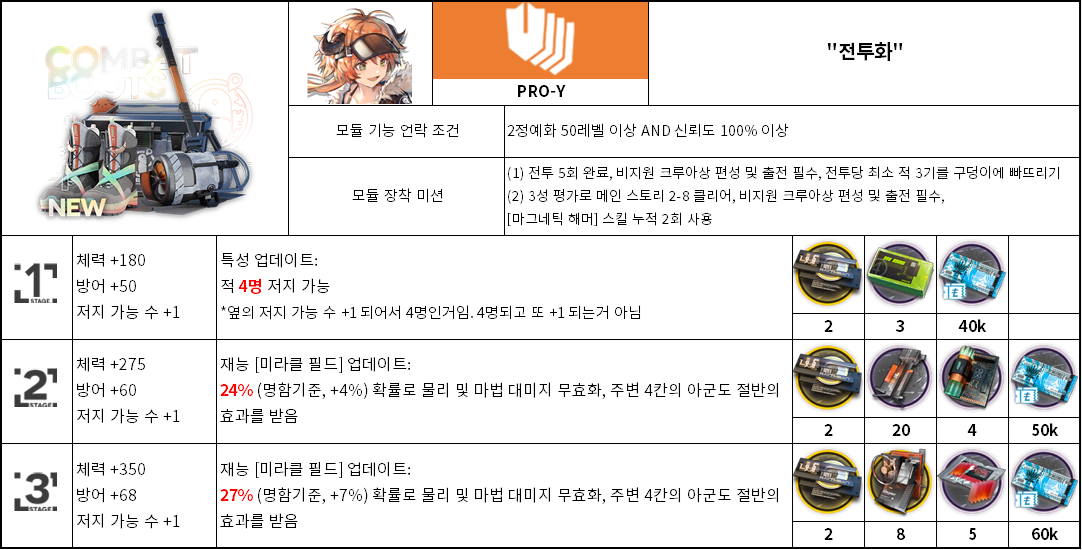 COMBAT
BOOTS
NEW
PRO-Y
"전투화"
모듈 기능 언락 조건
2정예화 50레벨 이상 AND 신뢰도 100% 이상
모듈 장착 미션
(1) 전투 5회 완료, 비지원 크루아상 편성 및 출전 필수, 전투당 최소 적 3기를 구덩이에 빠뜨리기
(2) 3성 평가로 메인 스토리 2-8 클리어, 비지원 크루아상 편성 및 출전 필수,
[마그네틱 해머] 스킬 누적 2회 사용
1
STAGE
체력 +180
방어 +50
저지 가능 수 +1
특성 업데이트:
적 4명 저지 가능
*옆의 저지 가능 수 +1 되어서 4명인거임. 4명되고 또 +1 되는거 아님
2
3
40k
2
STAGE
체력 +275
방어 +60
저지 가능 수 +1
재능 [미라클 필드] 업데이트:
24% (명함기준, +4%) 확률로 물리 및 마법 대미지 무효화, 주변 4칸의 아군도 절반의
효과를 받음
2
20
4
50k
3
STAGE
체력 +350
방어 +68
저지 가능 수 +1
재능 [미라클 필드] 업데이트:
27% (명함기준, +7%) 확률로 물리 및 마법 대미지 무효화, 주변 4칸의 아군도 절반의
효과를 받음
2
8
5
60k